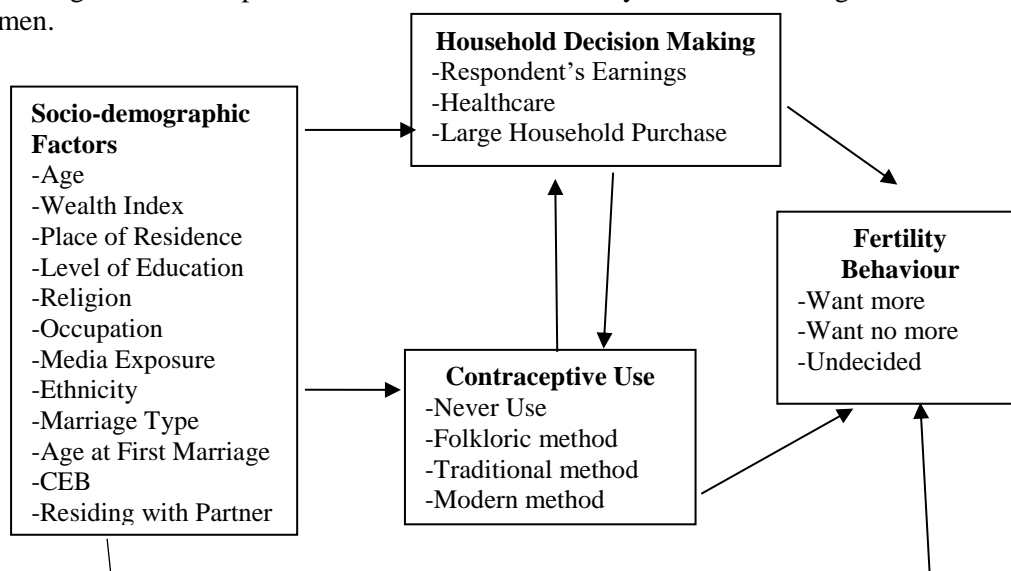 men.
Household Decision Making
-Respondent's Earnings
-Healthcare
-Large Household Purchase
Socio-demographic
Factors
-Age
-Wealth Index
-Place of Residence
-Level of Education
-Religion
-Occupation
-Media Exposure
-Ethnicity
-Marriage Type
-Age at First Marriage
-CEB
-Residing with Partner
Contraceptive Use
-Never Use
-Folkloric method
-Traditional method
-Modern method
Fertility
Behaviour
-Want more
-Want no more
-Undecided